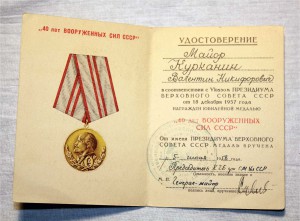 "40 лет ВООРУЖЕННЫХ СИЛ СССР"
40
УДОСТОВЕРЕНИЕ
Майор
Курканин
Валентин Никифорович
в соответствии с Указом ПРЕЗИДИУМА
ВЕРХОВНОГО СОВЕТА СССР
от 18 декабря 1957 года
НАГРАЖДЕН ЮБИЛЕЙНОЙ МЕДАЛЬЮ
"40 лет ВООРУЖЕННЫХ
СИЛ СССР"
От имени ПРЕЗИДИУМА ВЕРХОВНОГО
СОВЕТА СССР МЕДАЛЬ ВРУЧЕНА
М. П.
Генерал-майор